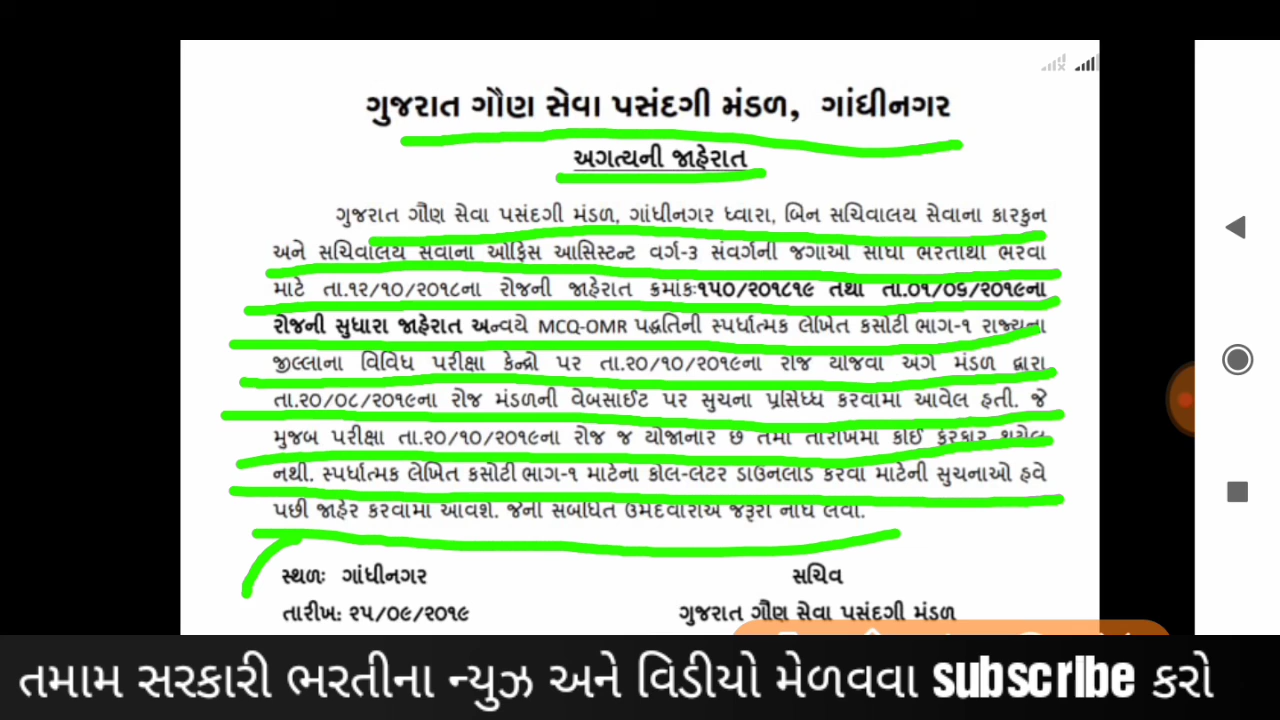 ગુજરાત ગૌણ સેવા પસંદગી મંડળ, ગાંધીનગર
અગત્યની જાહેરાત
ગુજરાત ગૌણ સેવા પસંદગી મંડળ, ગાંધીનગર ધ્વારા, બિન સચિવાલય સેવાના કારકુન
અને સચિવાલય સેવાના ઓફિસ આસિસ્ટન્ટ વર્ગ-૩ સંવર્ગની જગાઓ સીધી ભરતીથી ભરવા
માટે તા.૧૨/૧૦/૨૦૧૮ના રોજની જાહેરાત ક્રમાંકઃ૧૫૦/૨૦૧૮૧૯ તથા તા.૦૧/૦૬/૨૦૧૯ના
રોજની સુધારા જાહેરાત અન્વયે MCQ-OMR પદ્ધતિની સ્પર્ધાત્મક લેખિત કસોટી ભાગ-૧ રાજ્યના
જીલ્લાના વિવિધ પરીક્ષા કેન્દ્રો પર તા.૨૦/૧૦/૨૦૧૯ના રોજ યોજવા અંગે મંડળ દ્વારા
તા.૨૦/૦૮/૨૦૧૯ના રોજ મંડળની વેબસાઈટ પર સુચના પ્રસિધ્ધ કરવામાં આવેલ હતી. જે
મુજબ પરીક્ષા તા.૨૦/૧૦/૨૦૧૯ના રોજ જ યોજાનાર છે તેમાં તારીખમાં કોઈ ફેરફાર થયેલ
નથી. સ્પર્ધાત્મક લેખિત કસોટી ભાગ-૧ માટેના કોલ-લેટર ડાઉનલોડ કરવા માટેની સુચનાઓ હવે
પછી જાહેર કરવામાં આવશે. જેની સંબંધિત ઉમેદવારોએ જરૂરી નોંધ લેવી.
સ્થળઃ ગાંધીનગર
સચિવ
તારીખ: ૨૫/૦૯/૨૦૧૯
ગુજરાત ગૌણ સેવા પસંદગી મંડળ
તમામ સરકારી ભરતીના ન્યુઝ અને વિડીયો મેળવવા subscribe કરો